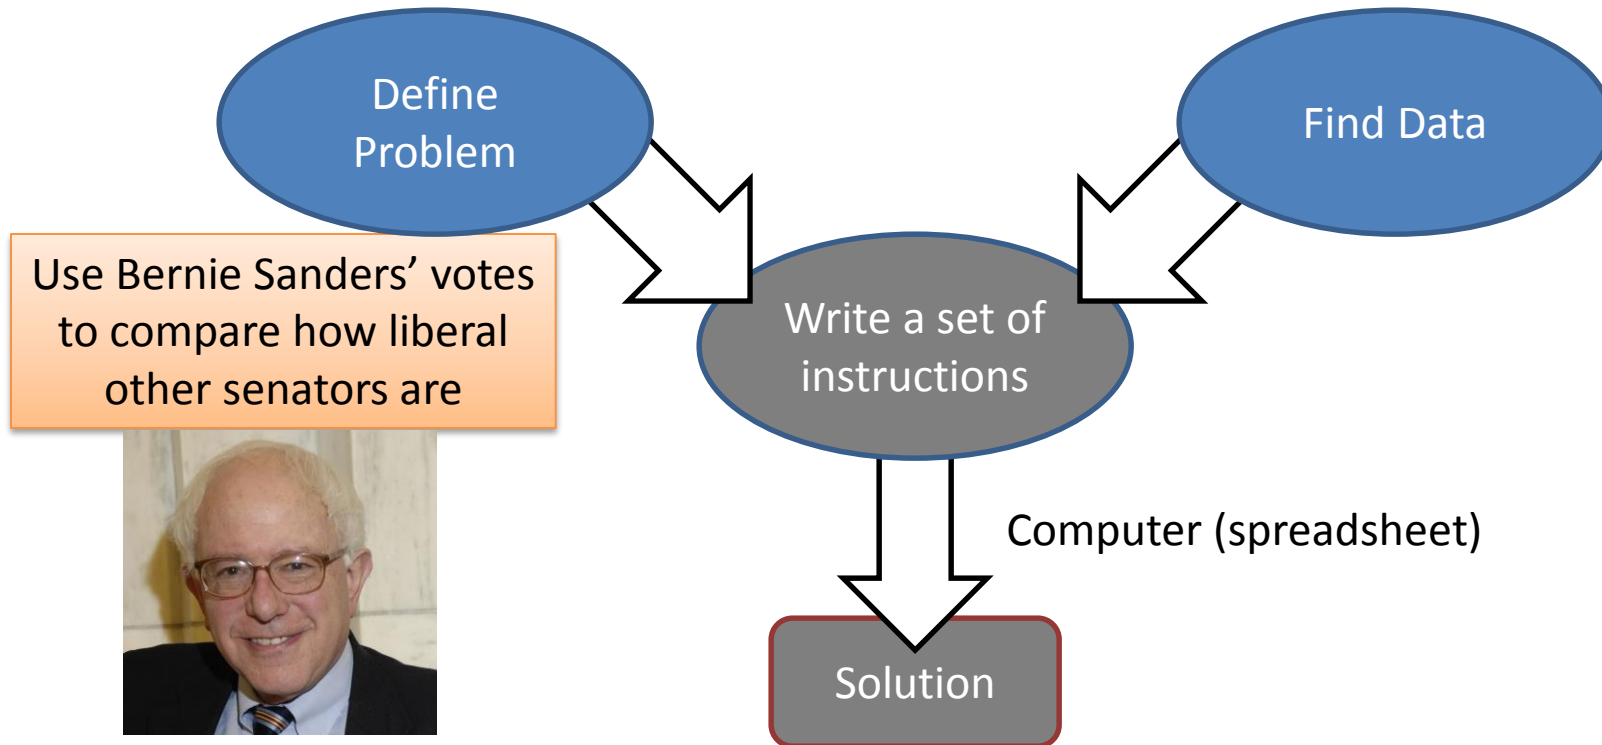 Define
Problem
Find Data
Use Bernie Sanders’ votes
to compare how liberal
other senators are
Write a set of
instructions
Computer (spreadsheet)
Solution